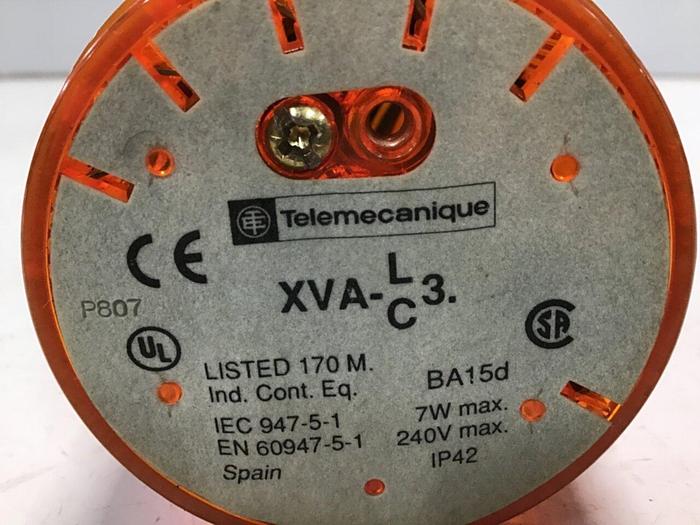 Telemecanique
CE
XVA-L/C3.
P807
UL
SA
LISTED 170 M.
Ind. Cont. Eq.
IEC 947-5-1
EN 60947-5-1
Spain
BA15d
7W max.
240V max.
IP42